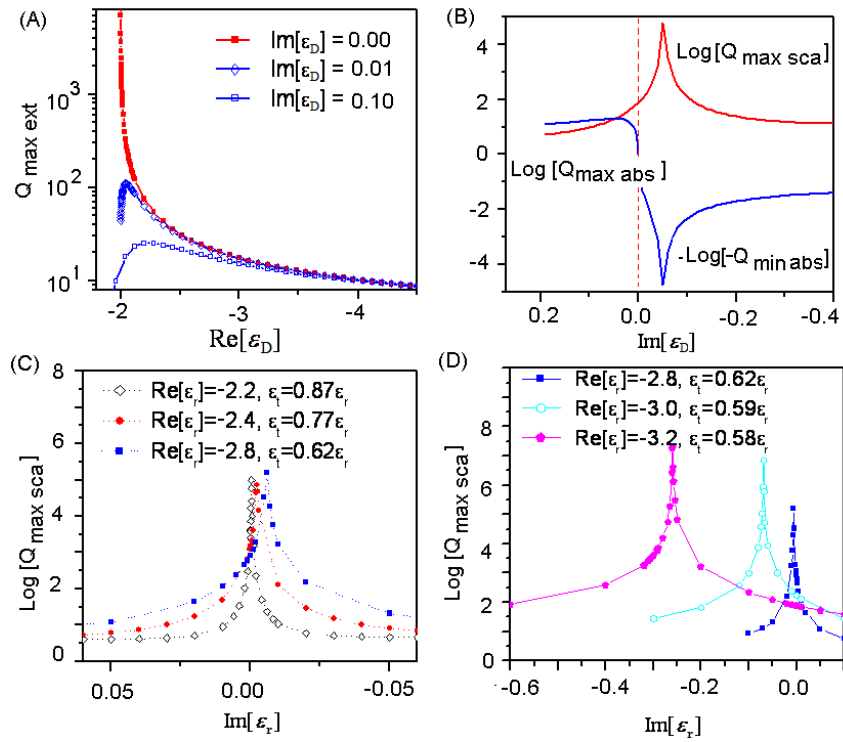 (A)
Im[ε_D] = 0.00
Im[ε_D] = 0.01
Im[ε_D] = 0.10
Q max ext
10^3
10^2
10^1
-2 -3 -4
Re[ε_D]
(B)
Log[Q max sca]
Log [Q max abs]
-Log[-Q min abs]
4
2
0
-2
-4
0.2 0.0 -0.2 -0.4
Im[ε_D]
(C)
Re[ε_r]=-2.2, ε_t=0.87ε_r
Re[ε_r]=-2.4, ε_t=0.77ε_r
Re[ε_r]=-2.8, ε_t=0.62ε_r
Log [Q max sca]
8
6
4
2
0
0.05 0.00 -0.05
Im[ε_r]
(D)
Re[ε_r]=-2.8, ε_t=0.62ε_r
Re[ε_r]=-3.0, ε_t=0.59ε_r
Re[ε_r]=-3.2, ε_t=0.58ε_r
Log [Q max sca]
8
6
4
2
0
-0.6 -0.4 -0.2 0.0
Im[ε_r]